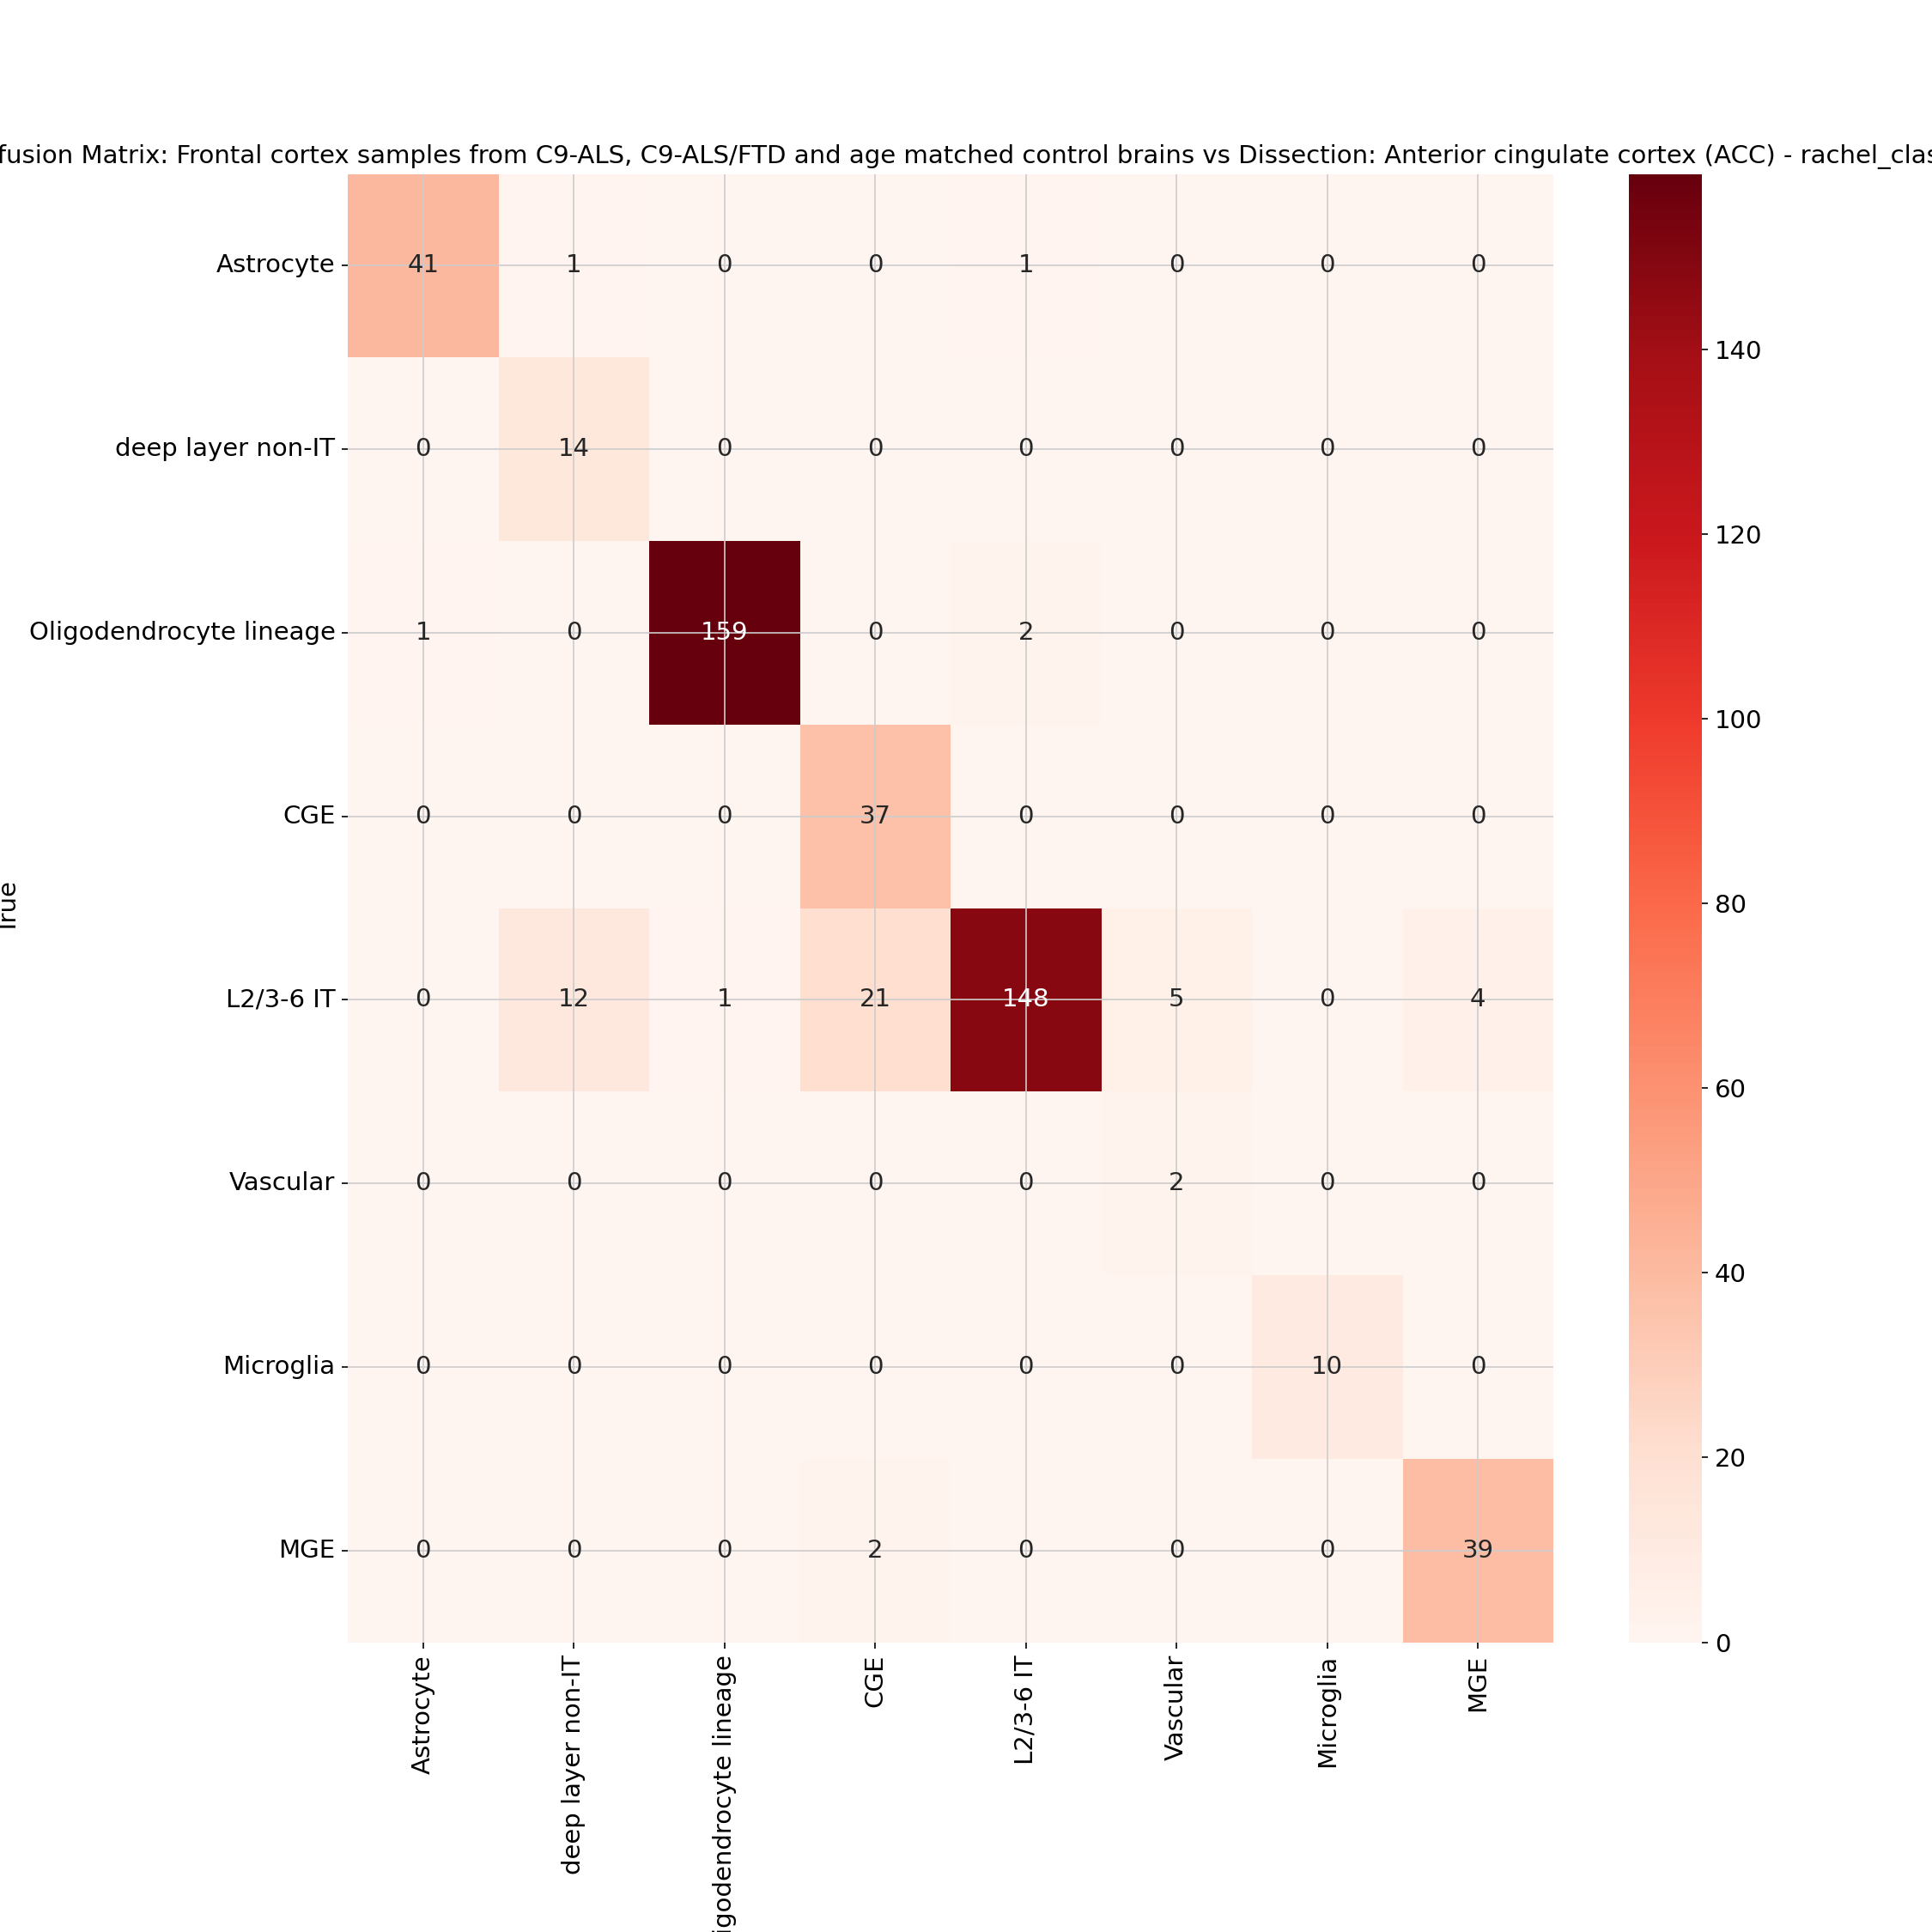 fusion Matrix: Frontal cortex samples from C9-ALS, C9-ALS/FTD and age matched control brains vs Dissection: Anterior cingulate cortex (ACC) - rachel_clas
Astrocyte 41 1 0 0 1 0 0 0
deep layer non-IT 0 14 0 0 0 0 0 0
Oligodendrocyte lineage 1 0 159 0 2 0 0 0
CGE 0 0 0 37 0 0 0 0
L2/3-6 IT 0 12 1 21 148 5 0 4
Vascular 0 0 0 0 0 2 0 0
Microglia 0 0 0 0 0 0 10 0
MGE 0 0 0 2 0 0 0 39
True
Astrocyte
deep layer non-IT
igodendrocyte lineage
CGE
L2/3-6 IT
Vascular
Microglia
MGE
140
120
100
80
60
40
20
0